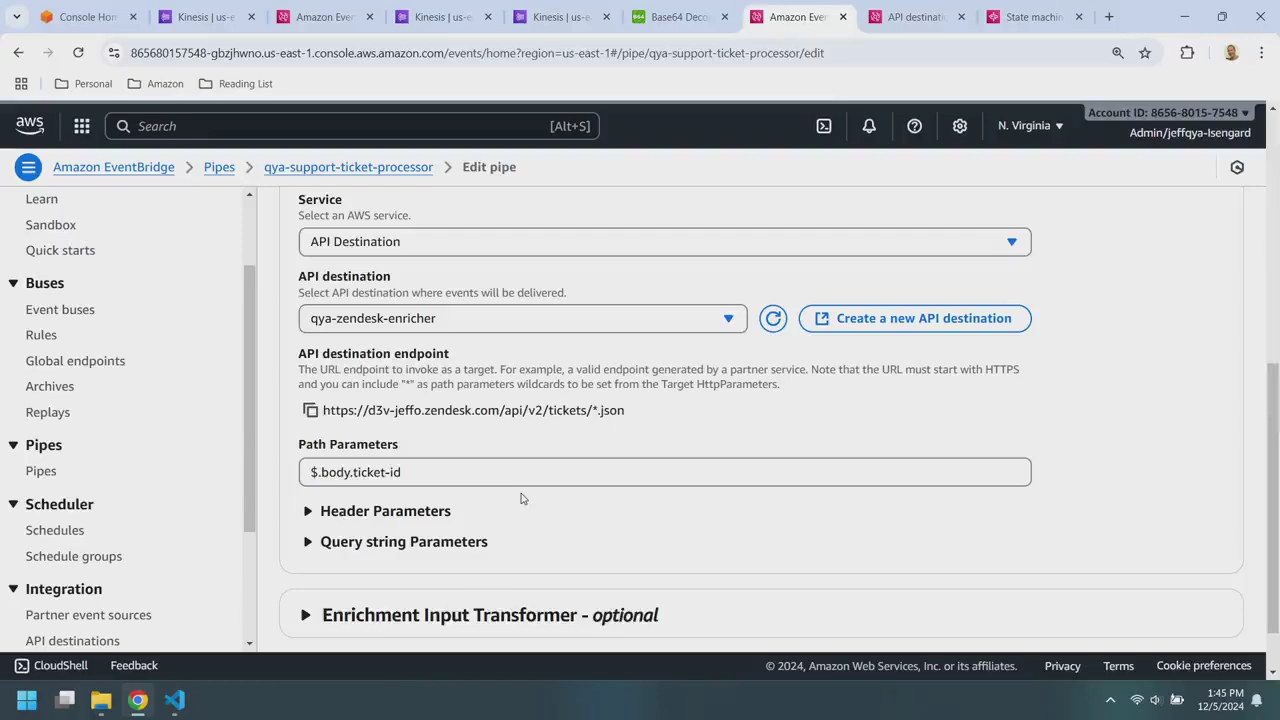 Console Hom
Kinesis | us-e
Amazon Even
Kinesis | us-e
Kinesis | us-ea
Base64 Deco
Amazon Even
API destinatio
State machin
865680157548-gbzjhwno.us-east-1.console.aws.amazon.com/events/home?region=us-east-1#/pipe/qya-support-ticket-processor/edit
Personal
Amazon
Reading List
aws
Search
[Alt+S]
N. Virginia
Account ID: 8656-8015-7548
Admin/jeffqya-Isengard
Amazon EventBridge
Pipes
qya-support-ticket-processor
Edit pipe
Learn
Sandbox
Quick starts
Buses
Event buses
Rules
Global endpoints
Archives
Replays
Pipes
Pipes
Scheduler
Schedules
Schedule groups
Integration
Partner event sources
API destinations
Service
Select an AWS service.
API Destination
API destination
Select API destination where events will be delivered.
qya-zendesk-enricher
Create a new API destination
API destination endpoint
The URL endpoint to invoke as a target. For example, a valid endpoint generated by a partner service. Note that the URL must start with HTTPS
and you can include "*" as path parameters wildcards to be set from the Target HttpParameters.
https://d3v-jeffo.zendesk.com/api/v2/tickets/*.json
Path Parameters
$.body.ticket-id
Header Parameters
Query string Parameters
Enrichment Input Transformer - optional
CloudShell
Feedback
© 2024, Amazon Web Services, Inc. or its affiliates.
Privacy
Terms
Cookie preferences
1:45 PM
12/5/2024